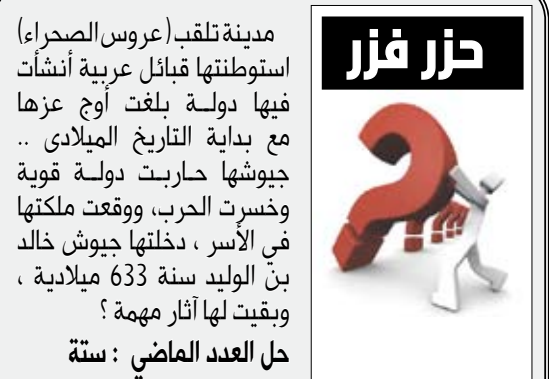 حزر فزر
مدينة تلقب (عروس الصحراء)
استوطنتها قبائل عربية أنشأت
فيها دولة بلغت أوج عزها
مع بداية التاريخ الميلادى ..
جيوشها حاربت دولة قوية
وخسرت الحرب، ووقعت ملكتها
في الأسر ، دخلتها جيوش خالد
بن الوليد سنة 633 ميلادية ،
وبقيت لها آثار مهمة ؟
حل العدد الماضي : ستة